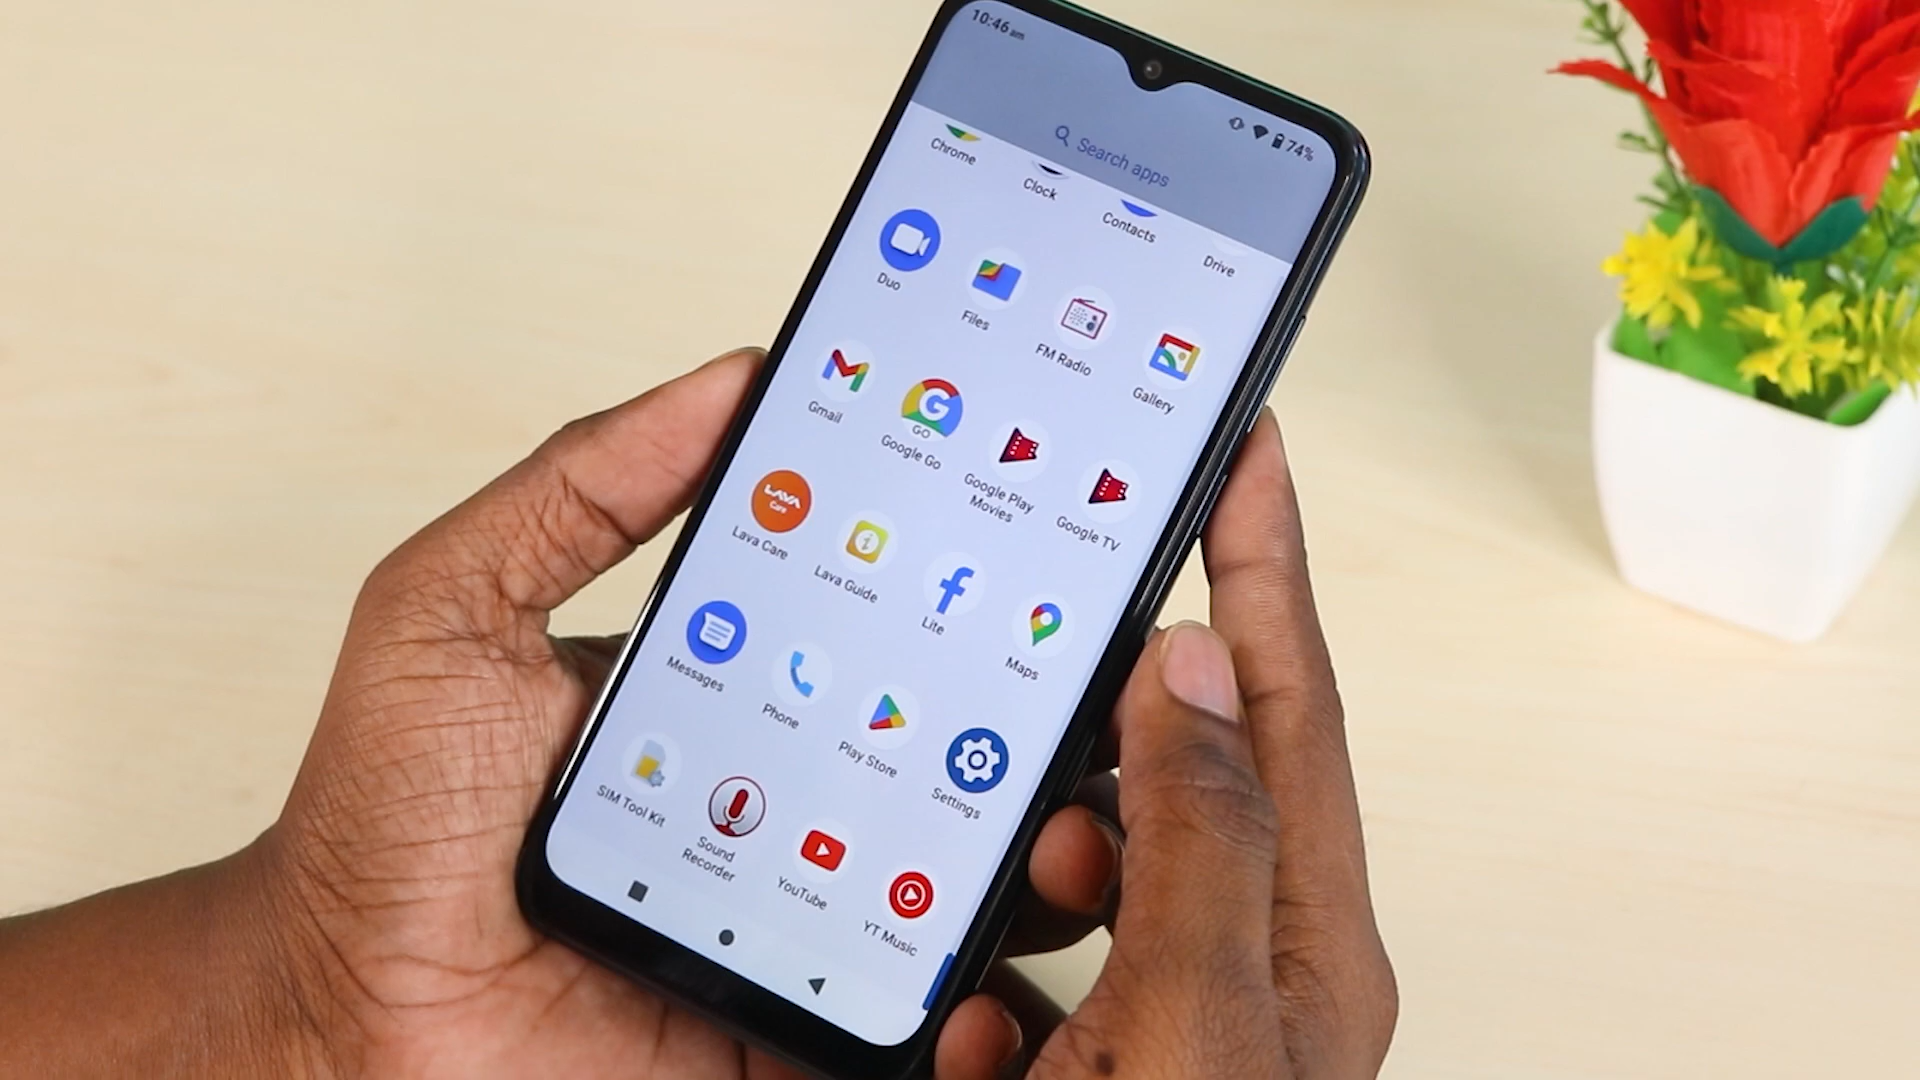 10:46 am
74%
Search apps
Chrome
Clock
Contacts
Drive
Duo
Files
FM Radio
Gallery
Gmail
G
GO
Google Go
Google Play
Movies
Google TV
LAVA
Care
Lava Care
i
Lava Guide
f
Lite
Maps
Messages
Phone
Play Store
Settings
SIM Tool Kit
Sound
Recorder
YouTube
YT Music